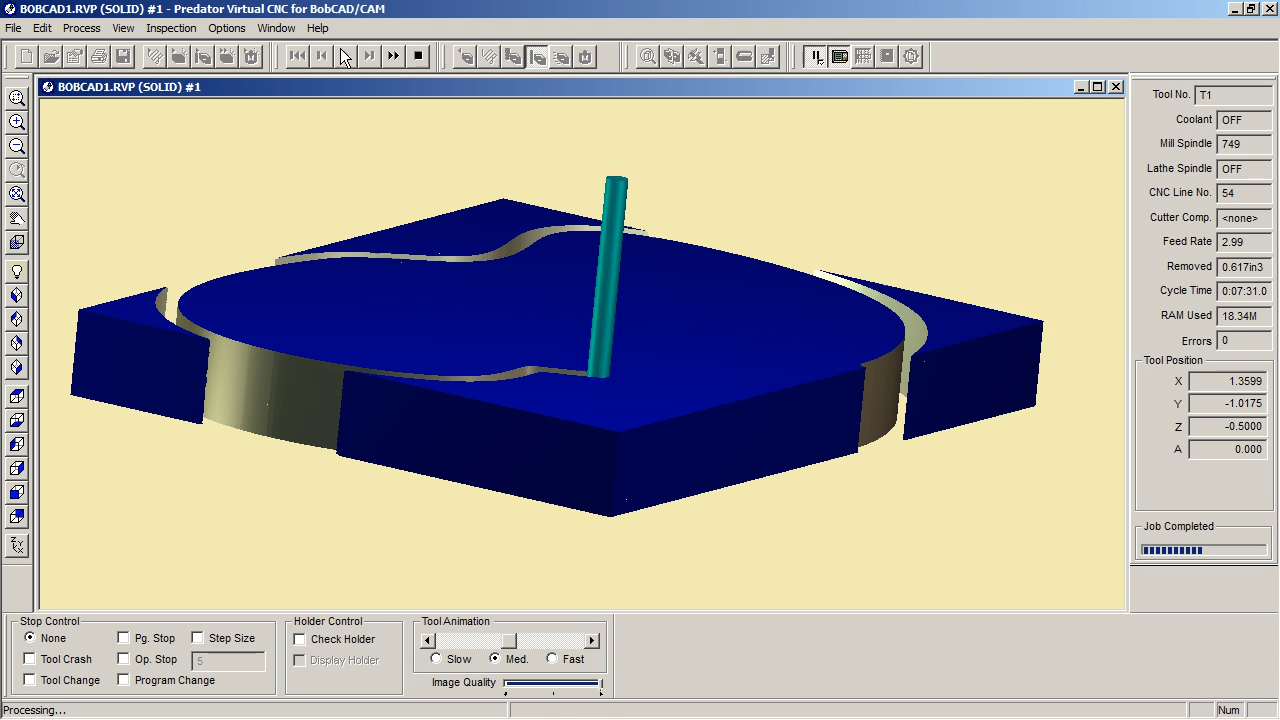 BOBCAD1.RVP (SOLID) #1 - Predator Virtual CNC for BobCAD/CAM
File Edit Process View Inspection Options Window Help
BOBCAD1.RVP (SOLID) #1
Tool No. T1
Coolant OFF
Mill Spindle 749
Lathe Spindle OFF
CNC Line No. 54
Cutter Comp. <none>
Feed Rate 2.99
Removed 0.617in3
Cycle Time 0:07:31.0
RAM Used 18.34M
Errors 0
Tool Position
X 1.3599
Y -1.0175
Z -0.5000
A 0.000
Job Completed
Stop Control
None Pg. Stop Step Size
Tool Crash Op. Stop 5
Tool Change Program Change
Holder Control
Check Holder
Display Holder
Tool Animation
Slow Med. Fast
Image Quality
Processing... Num